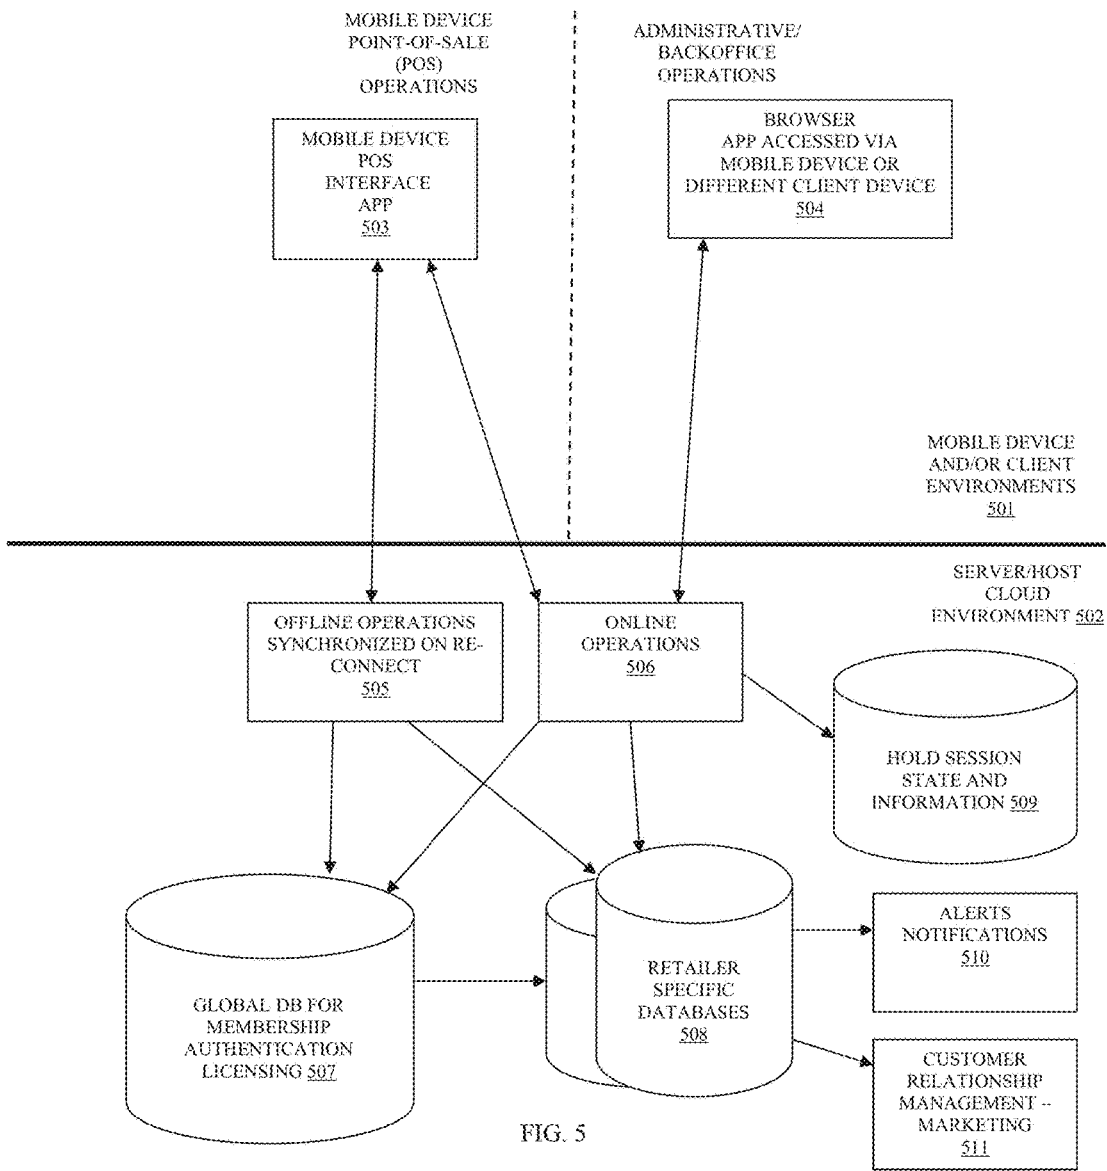 MOBILE DEVICE
POINT-OF-SALE
(POS)
OPERATIONS
ADMINISTRATIVE/
BACKOFFICE
OPERATIONS
MOBILE DEVICE
POS
INTERFACE
APP
503
BROWSER
APP ACCESSED VIA
MOBILE DEVICE OR
DIFFERENT CLIENT DEVICE
504
MOBILE DEVICE
AND/OR CLIENT
ENVIRONMENTS
501
SERVER/HOST
CLOUD
ENVIRONMENT 502
OFFLINE OPERATIONS
SYNCHRONIZED ON RE-
CONNECT
505
ONLINE
OPERATIONS
506
HOLD SESSION
STATE AND
INFORMATION 509
GLOBAL DB FOR
MEMBERSHIP
AUTHENTICATION
LICENSING 507
RETAILER
SPECIFIC
DATABASES
508
ALERTS
NOTIFICATIONS
510
CUSTOMER
RELATIONSHIP
MANAGEMENT --
MARKETING
511
FIG. 5